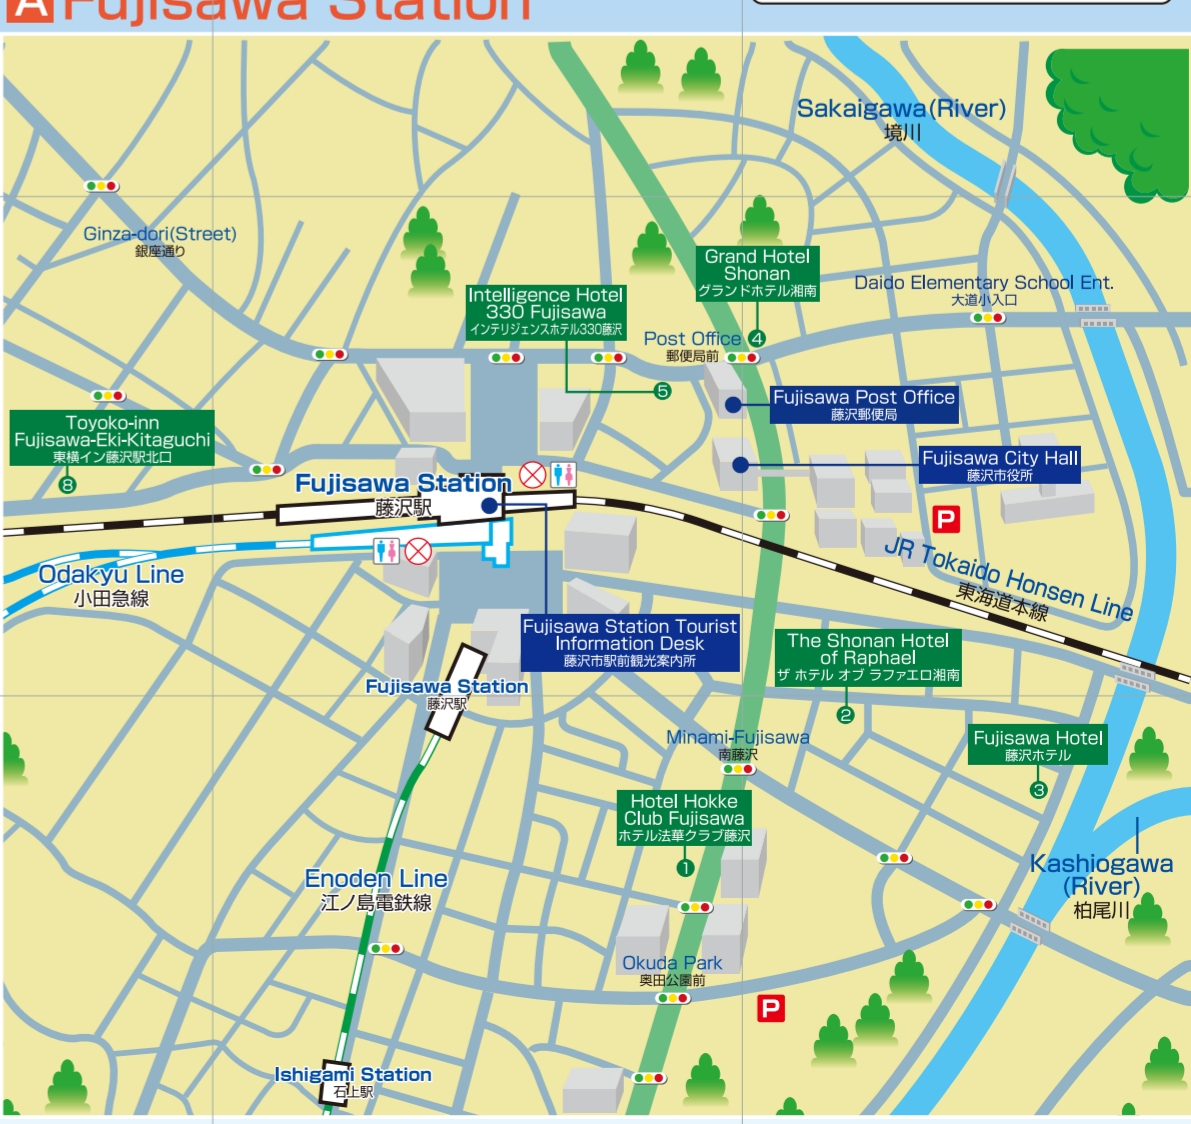 A Fujisawa Station
Sakaigawa(River)
境川
Ginza-dori(Street)
銀座通り
Grand Hotel
Shonan
グランドホテル湘南
4
Daido Elementary School Ent.
大道小入口
Intelligence Hotel
330 Fujisawa
インテリジェンスホテル330藤沢
5
Post Office
郵便局前
Fujisawa Post Office
藤沢郵便局
Toyoko-inn
Fujisawa-Eki-Kitaguchi
東横イン藤沢駅北口
8
Fujisawa City Hall
藤沢市役所
Fujisawa Station
藤沢駅
P
JR Tokaido Honsen Line
東海道本線
Odakyu Line
小田急線
Fujisawa Station Tourist
Information Desk
藤沢市駅前観光案内所
The Shonan Hotel
of Raphael
ザ ホテル オブ ラファエロ湘南
2
Fujisawa Station
藤沢駅
Minami-Fujisawa
南藤沢
Fujisawa Hotel
藤沢ホテル
3
Hotel Hokke
Club Fujisawa
ホテル法華クラブ藤沢
1
Kashiogawa
(River)
柏尾川
Enoden Line
江ノ島電鉄線
Okuda Park
奥田公園前
P
Ishigami Station
石上駅